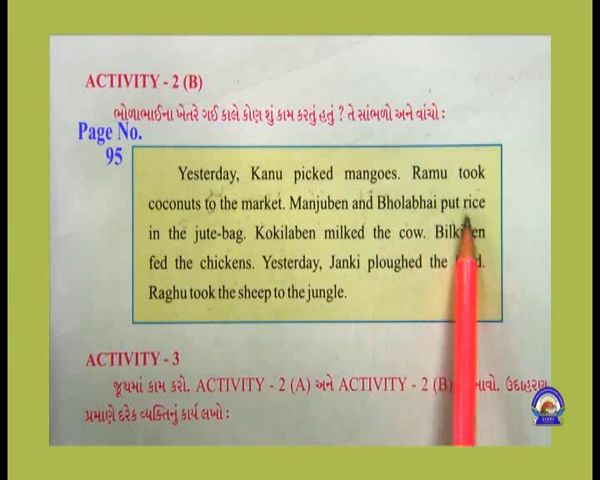 ACTIVITY - 2 (B)
ભોળાભાઈના ખેતરે ગઈ કાલે કોણ શું કામ કરતું હતું ? તે સાંભળો અને વાંચો :
Page No.
95
Yesterday, Kanu picked mangoes. Ramu took
coconuts to the market. Manjuben and Bholabhai put rice
in the jute-bag. Kokilaben milked the cow.
fed the chickens. Yesterday, Janki ploughed the
Raghu took the sheep to the jungle.
ACTIVITY - 3
જૂથમાં કામ કરો. ACTIVITY - 2 (A) અને ACTIVITY - 2 (B) ઉદાહરણ
પ્રમાણે દરેક વ્યક્તિનું કાર્ય લખો :